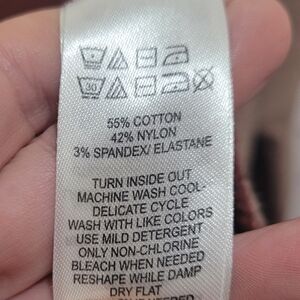 30
55% COTTON
42% NYLON
3% SPANDEX/ ELASTANE
TURN INSIDE OUT
MACHINE WASH COOL-
DELICATE CYCLE
WASH WITH LIKE COLORS
USE MILD DETERGENT
ONLY NON-CHLORINE
BLEACH WHEN NEEDED
RESHAPE WHILE DAMP
DRY FLAT